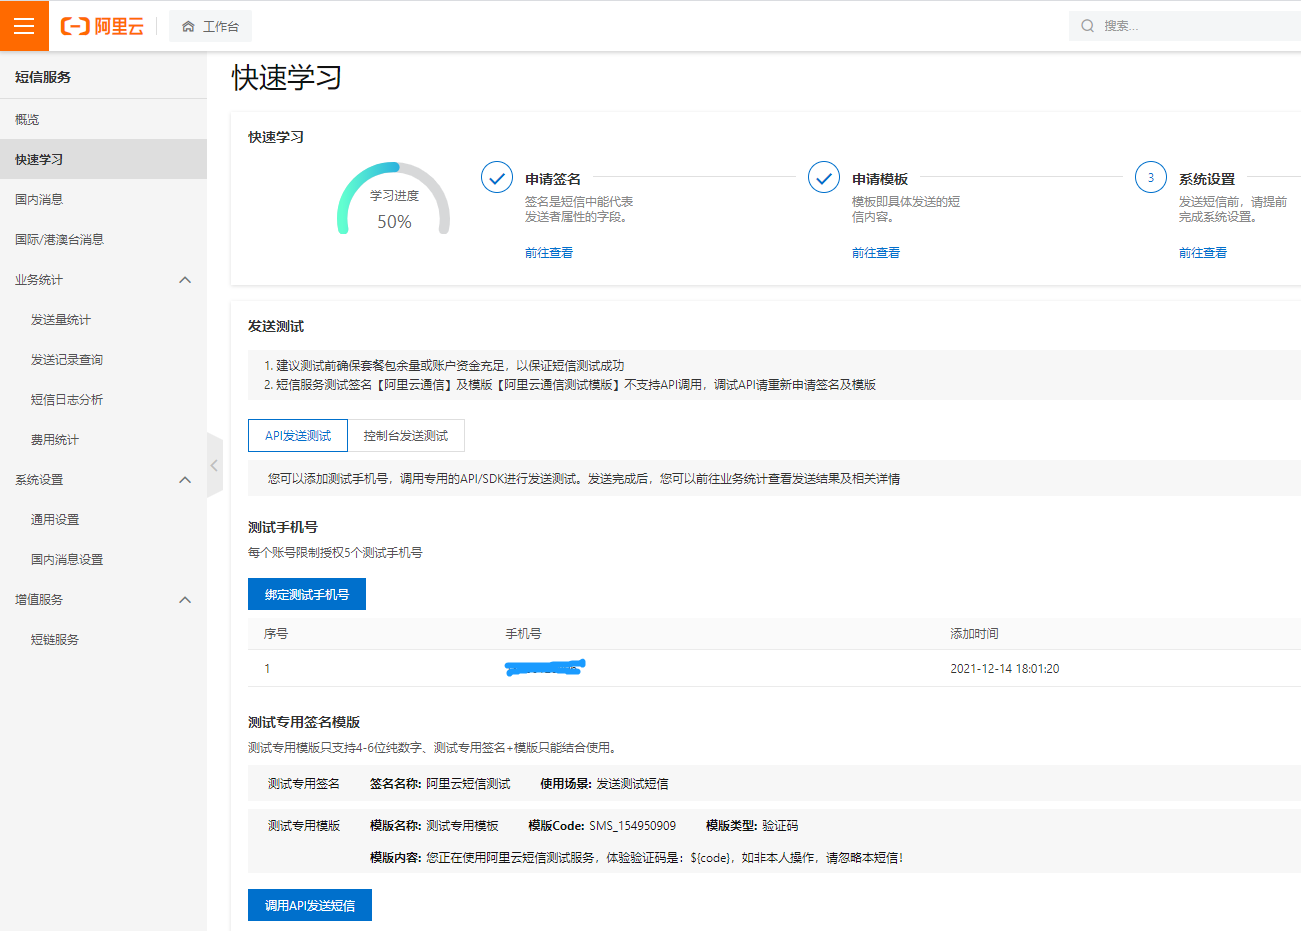 阿里云
工作台
搜索...
短信服务
概览
快速学习
国内消息
国际/港澳台消息
业务统计
发送量统计
发送记录查询
短信日志分析
费用统计
系统设置
通用设置
国内消息设置
增值服务
短链服务
快速学习
快速学习
学习进度
50%
申请签名
签名是短信中能代表
发送者属性的字段。
前往查看
申请模板
模板即具体发送的短
信内容。
前往查看
3
系统设置
发送短信前，请提前
完成系统设置。
前往查看
发送测试
1. 建议测试前确保套餐包余量或账户资金充足，以保证短信测试成功
2. 短信服务测试签名【阿里云通信】及模版【阿里云通信测试模版】不支持API调用，调试API请重新申请签名及模版
API发送测试 控制台发送测试
您可以添加测试手机号，调用专用的API/SDK进行发送测试。发送完成后，您可以前往业务统计查看发送结果及相关详情
测试手机号
每个账号限制授权5个测试手机号
绑定测试手机号
序号 手机号 添加时间
1 2021-12-14 18:01:20
测试专用签名模版
测试专用模版只支持4-6位纯数字、测试专用签名+模版只能结合使用。
测试专用签名 签名名称: 阿里云短信测试 使用场景: 发送测试短信
测试专用模版 模版名称: 测试专用模板 模版Code: SMS_154950909 模版类型: 验证码
模版内容: 您正在使用阿里云短信测试服务，体验验证码是：${code}，如非本人操作，请忽略本短信！
调用API发送短信